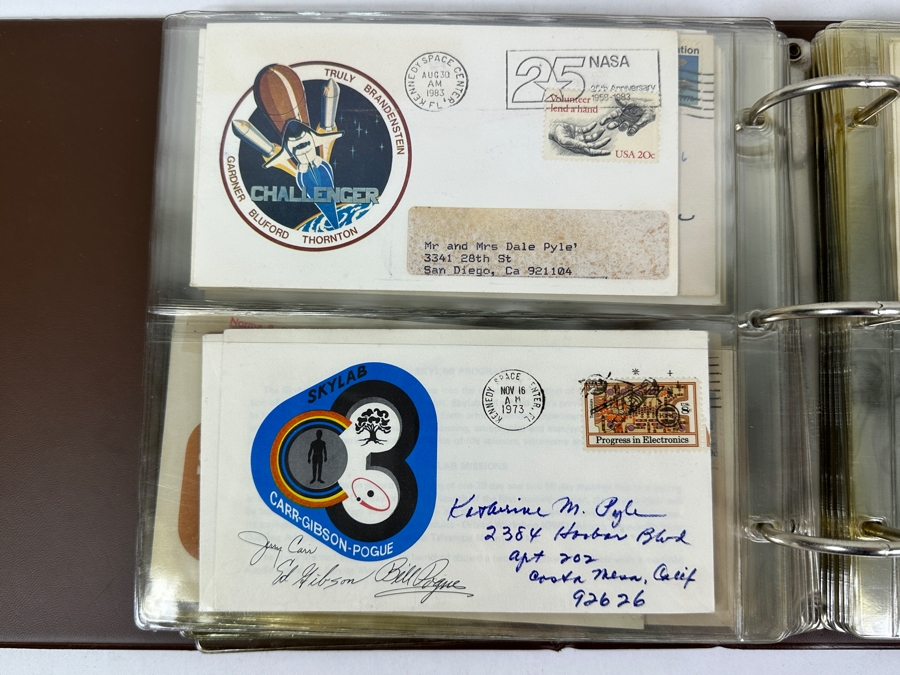 TRULY BRANDENSTEIN
CHALLENGER
GARDNER BLUFORD THORNTON
KENNEDY SPACE CENTER
AUG 30
AM
1983
FL
25 NASA
25th Anniversary
1958-1983
Volunteer
lend a hand
USA 20c
Mr and Mrs Dale Pyle'
3341 28th St
San Diego, Ca 921104
SKYLAB
CARR-GIBSON-POGUE
Jerry Carr
Ed Gibson Bill Pogue
KENNEDY SPACE CENTER, FL
NOV 16
AM
1973
Progress in Electronics
Katherine M. Pyle
2384 Harbor Blvd
apt 202
Costa Mesa, Calif
92626